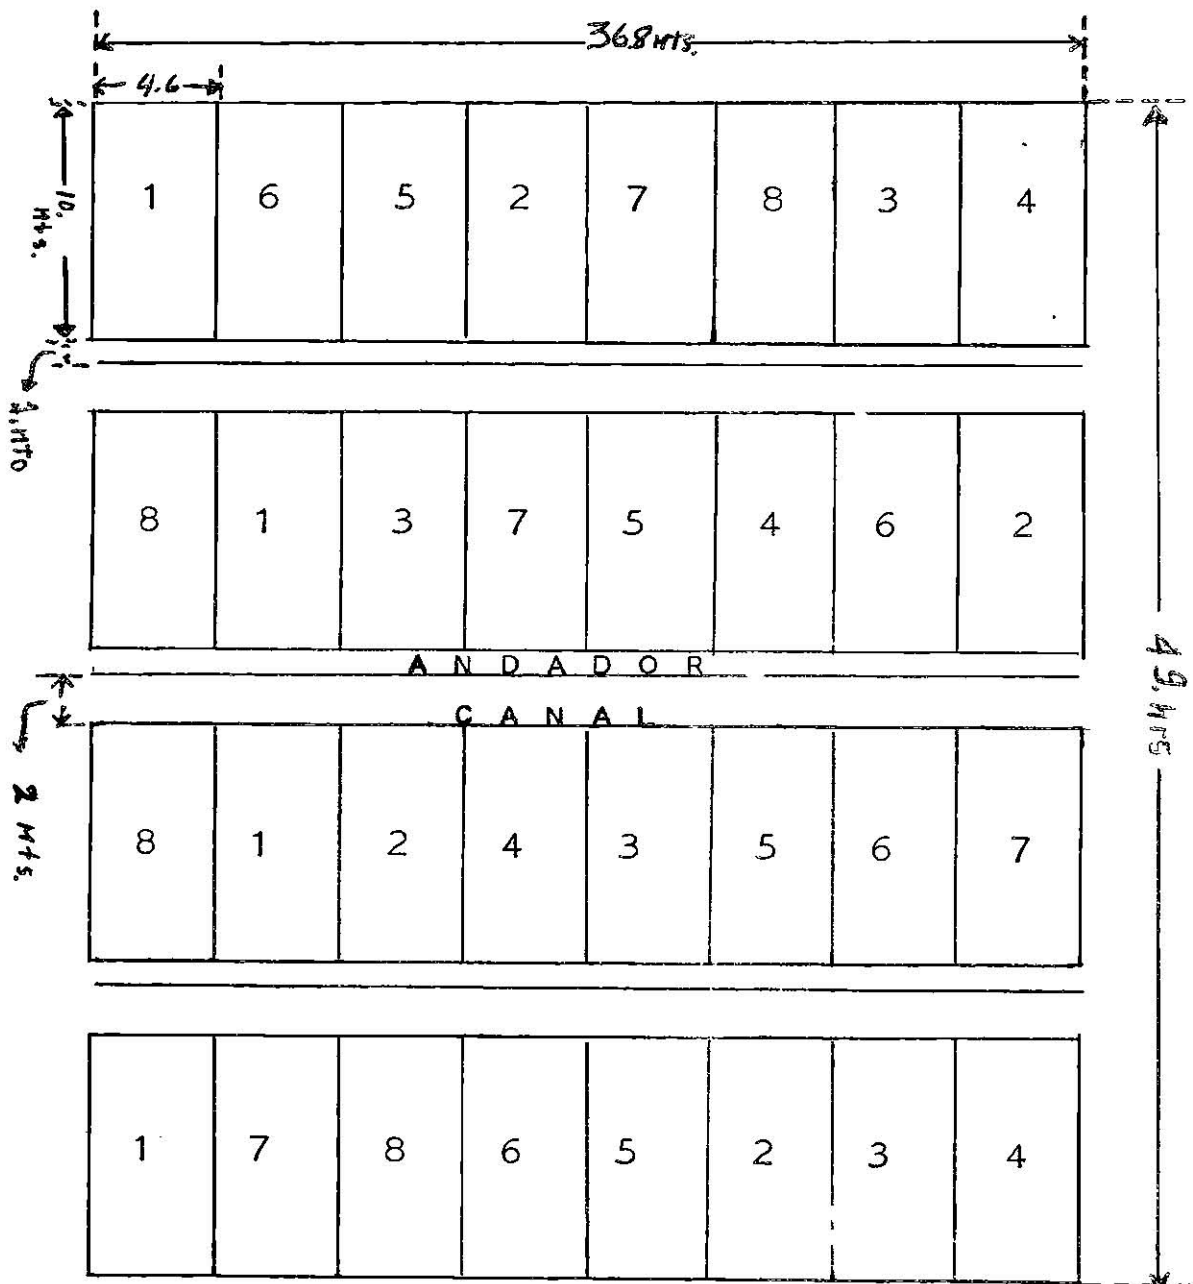 36.8 MTS.
4.6
10. Mts.
1 6 5 2 7 8 3 4
1, MTO
8 1 3 7 5 4 6 2
ANDADOR
CANAL
2 Mts.
49. Mts
8 1 2 4 3 5 6 7
1 7 8 6 5 2 3 4